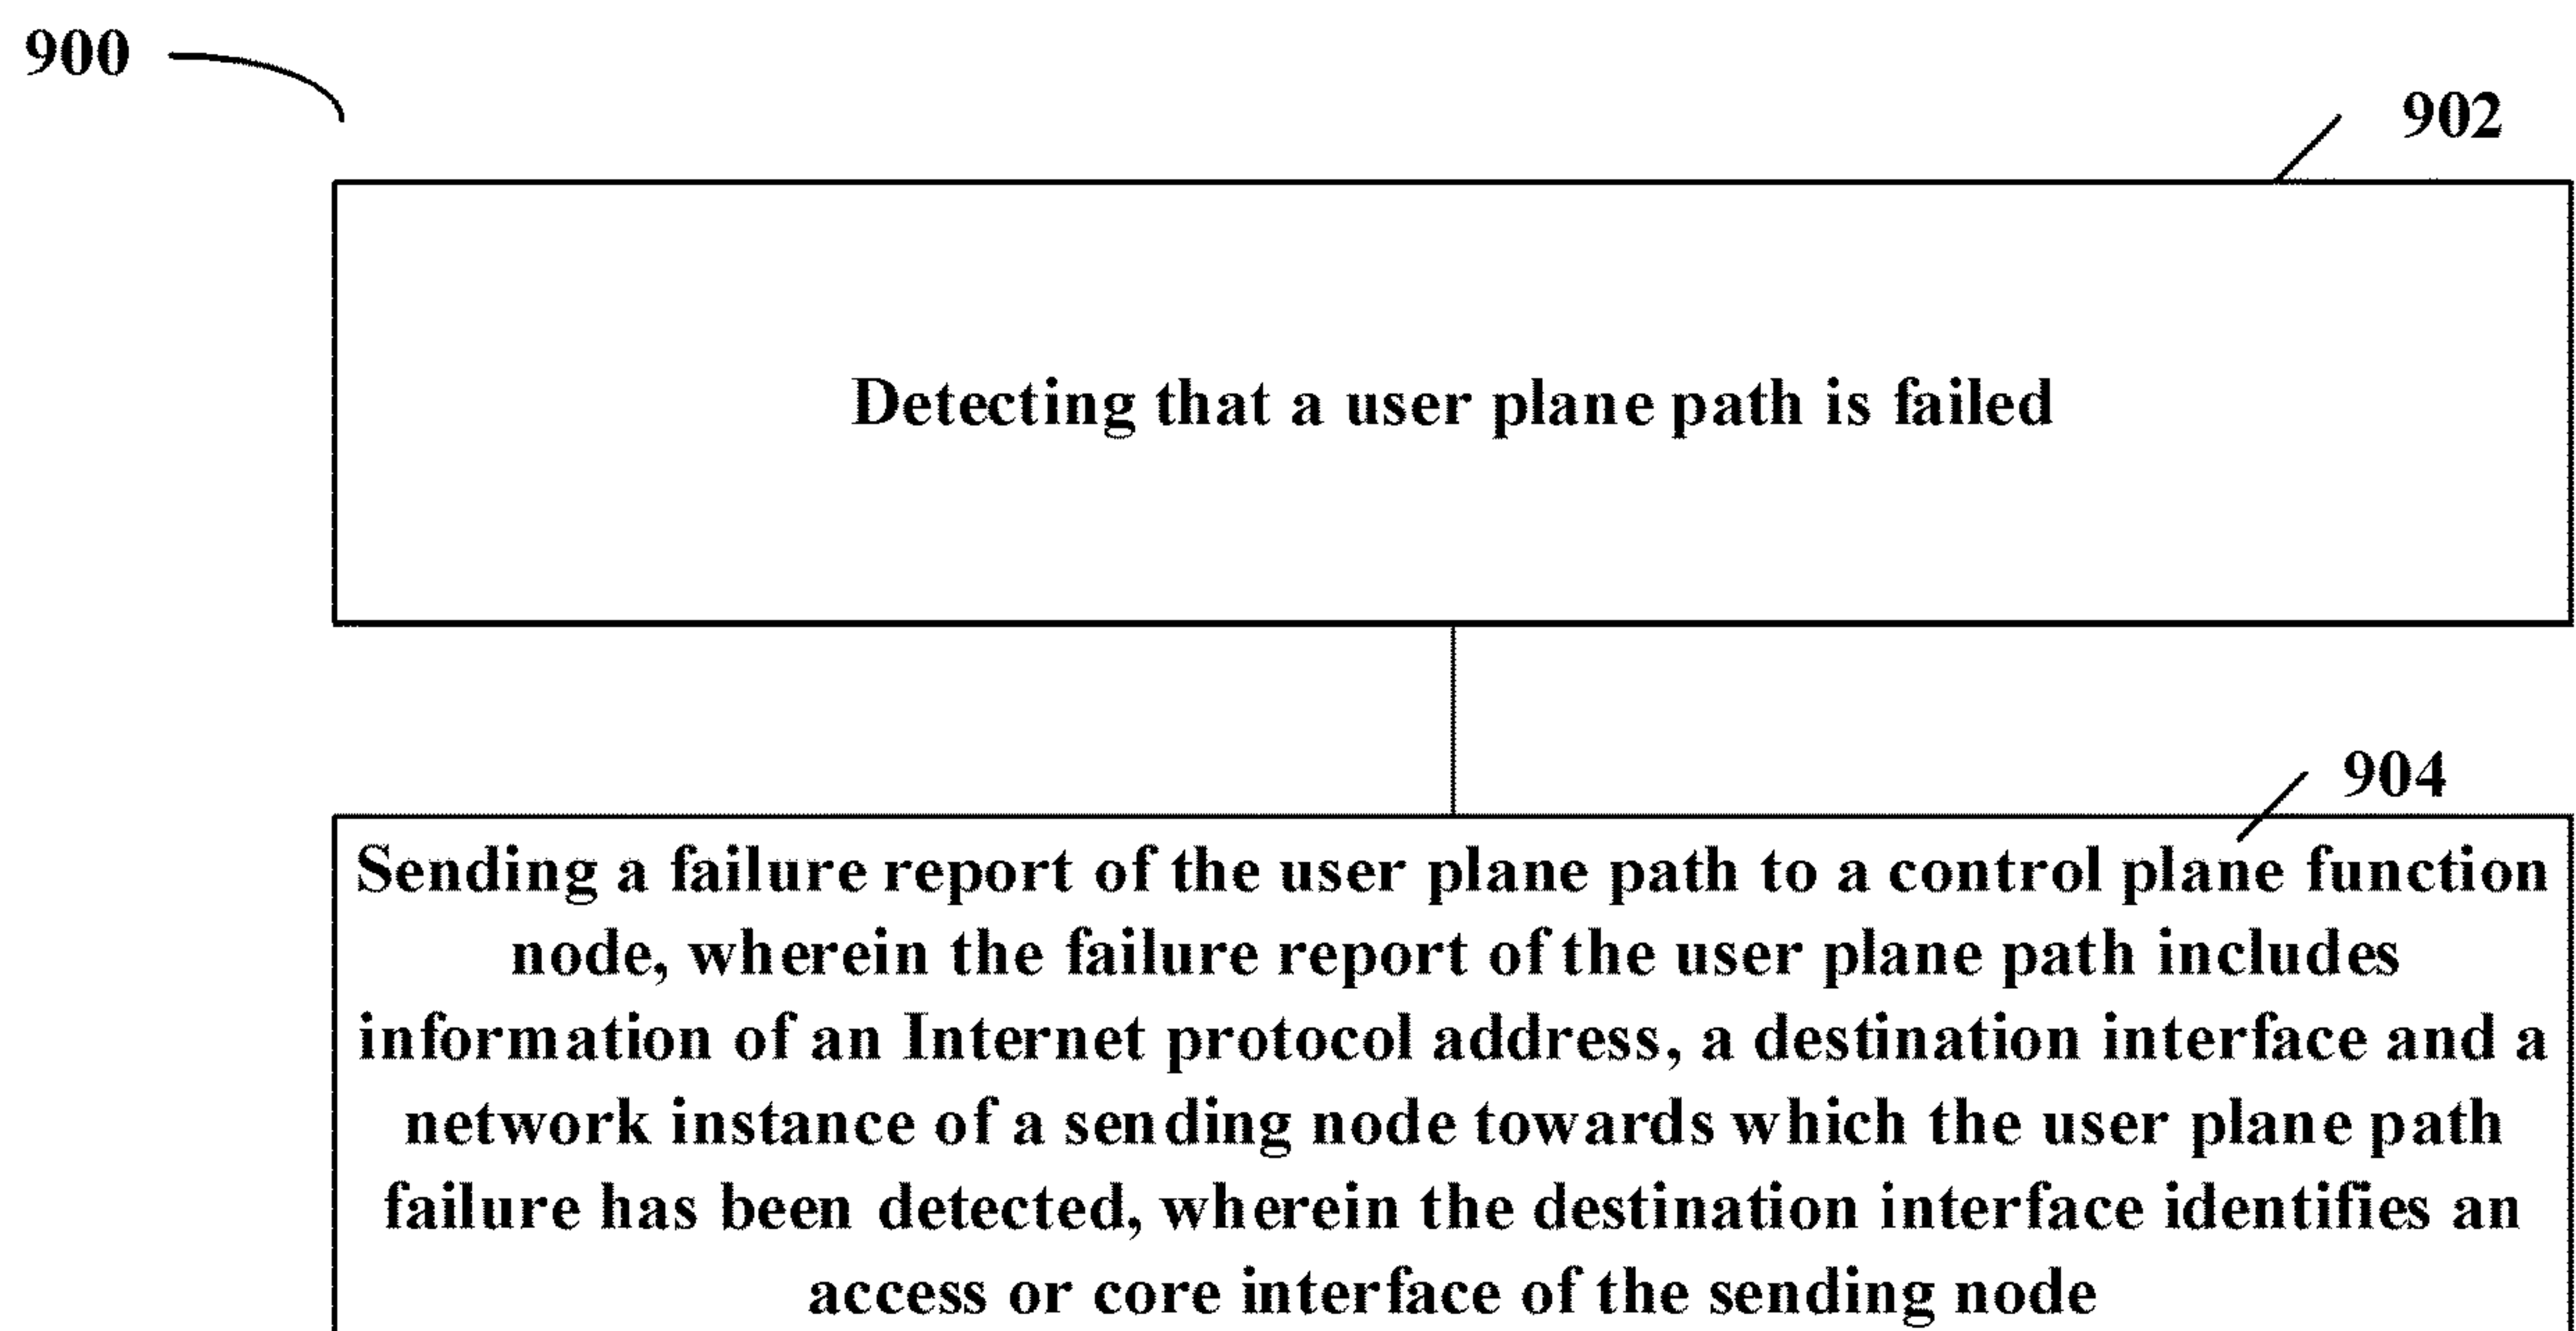 900
902
Detecting that a user plane path is failed
904
Sending a failure report of the user plane path to a control plane function
node, wherein the failure report of the user plane path includes
information of an Internet protocol address, a destination interface and a
network instance of a sending node towards which the user plane path
failure has been detected, wherein the destination interface identifies an
access or core interface of the sending node